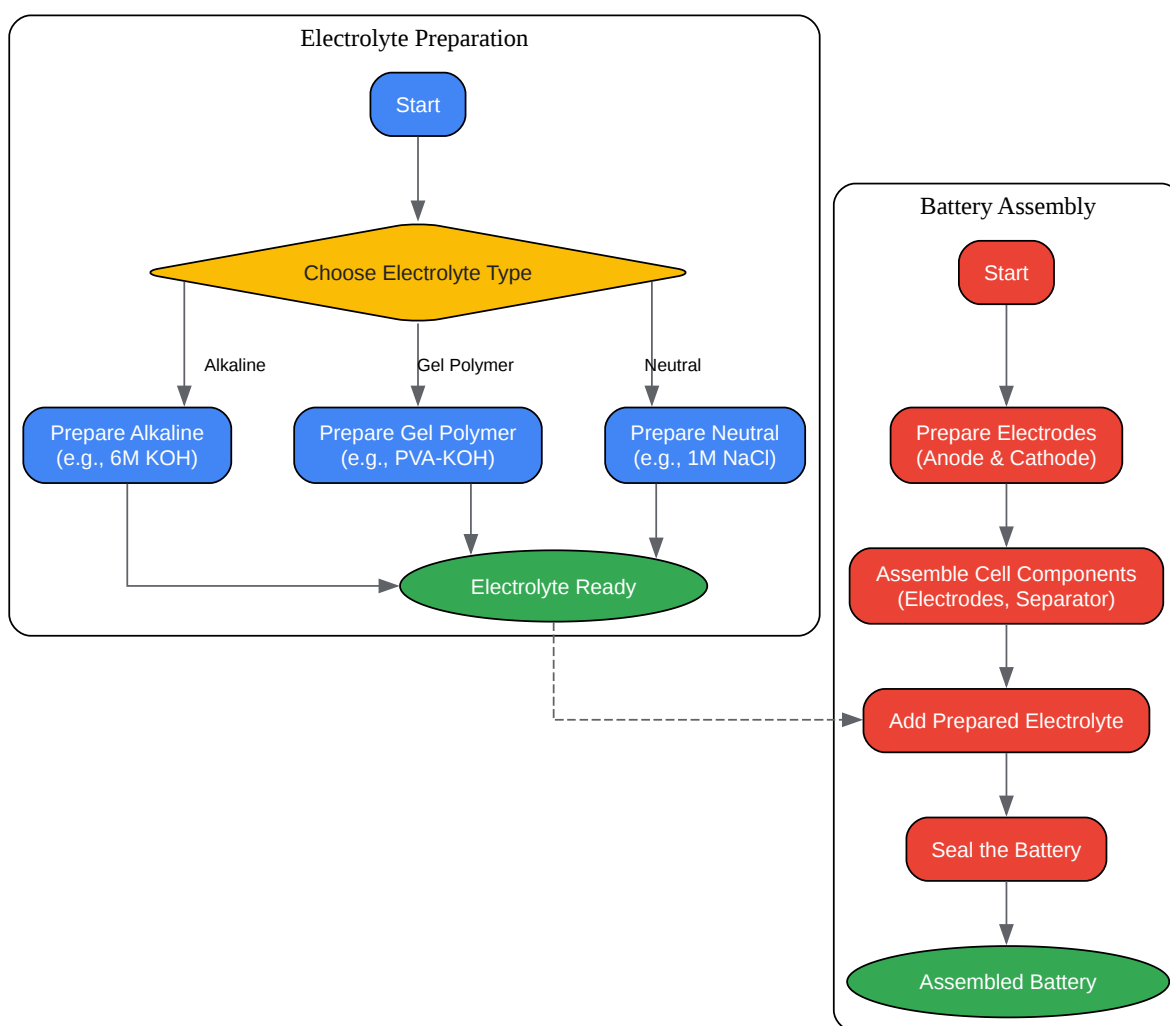 Electrolyte Preparation
Start
Choose Electrolyte Type
Alkaline
Gel Polymer
Neutral
Prepare Alkaline
(e.g., 6M KOH)
Prepare Gel Polymer
(e.g., PVA-KOH)
Prepare Neutral
(e.g., 1M NaCl)
Electrolyte Ready
Battery Assembly
Start
Prepare Electrodes
(Anode & Cathode)
Assemble Cell Components
(Electrodes, Separator)
Add Prepared Electrolyte
Seal the Battery
Assembled Battery